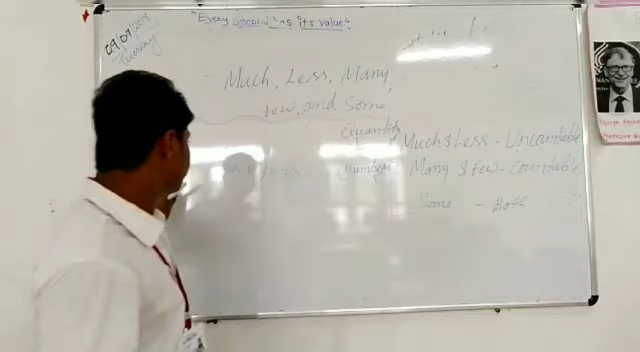 "Every Second has its value".
09/07/2019
Tuesday
Much, Less, Many,
Few, and Some
Quantity
Much & Less - Uncountable
Number
Many & Few - Countable
Some - Both